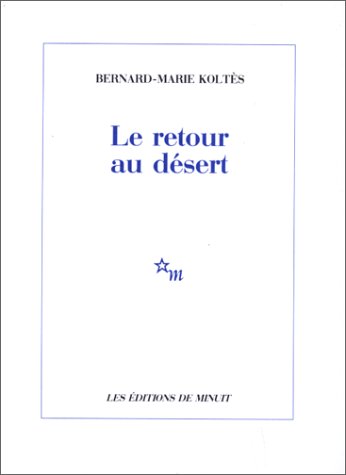 BERNARD-MARIE KOLTÈS
Le retour
au désert
m
LES ÉDITIONS DE MINUIT